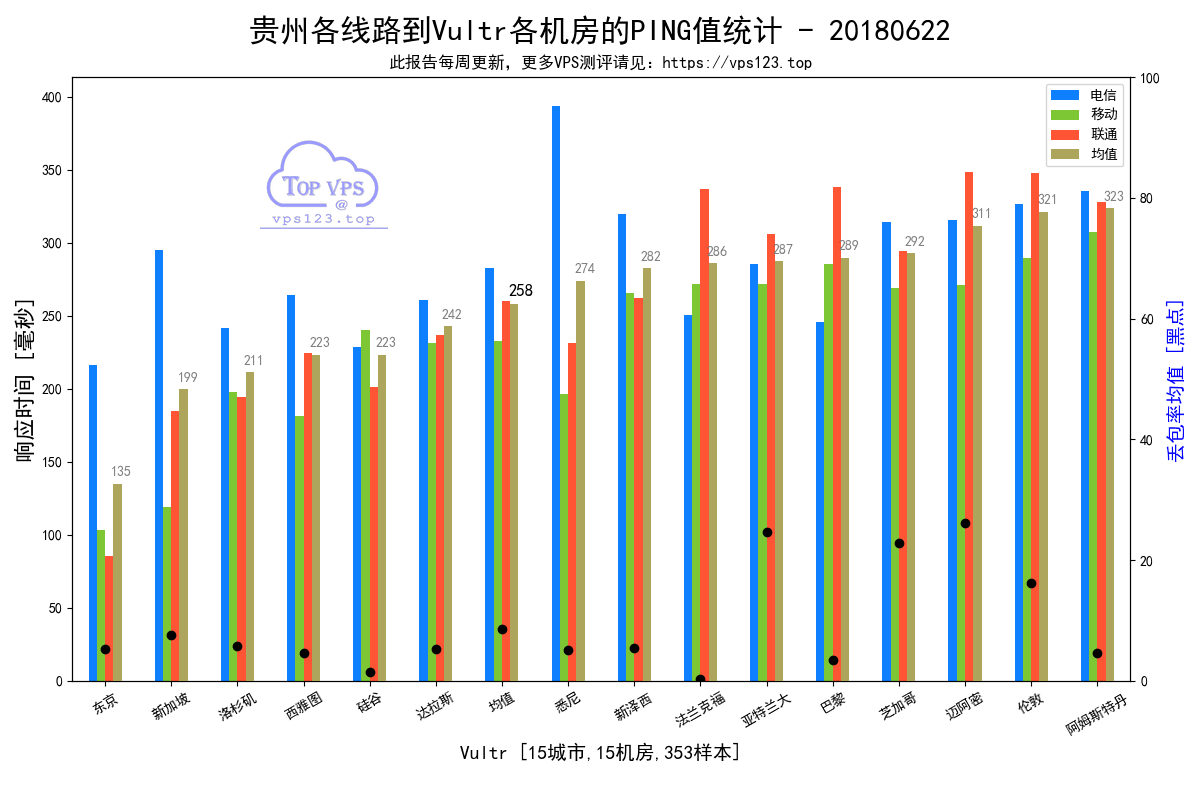 贵州各线路到Vultr各机房的PING值统计 - 20180622
此报告每周更新，更多VPS测评请见：https://vps123.top
400
350
300
250
200
150
100
50
0
响应时间 [毫秒]
100
80
60
40
20
0
丢包率均值 [黑点]
电信
移动
联通
均值
TOP VPS
@
vps123.top
135
199
211
223
223
242
258
274
282
286
287
289
292
311
321
323
东京
新加坡
洛杉矶
西雅图
硅谷
达拉斯
均值
悉尼
新泽西
法兰克福
亚特兰大
巴黎
芝加哥
迈阿密
伦敦
阿姆斯特丹
Vultr [15城市,15机房,353样本]